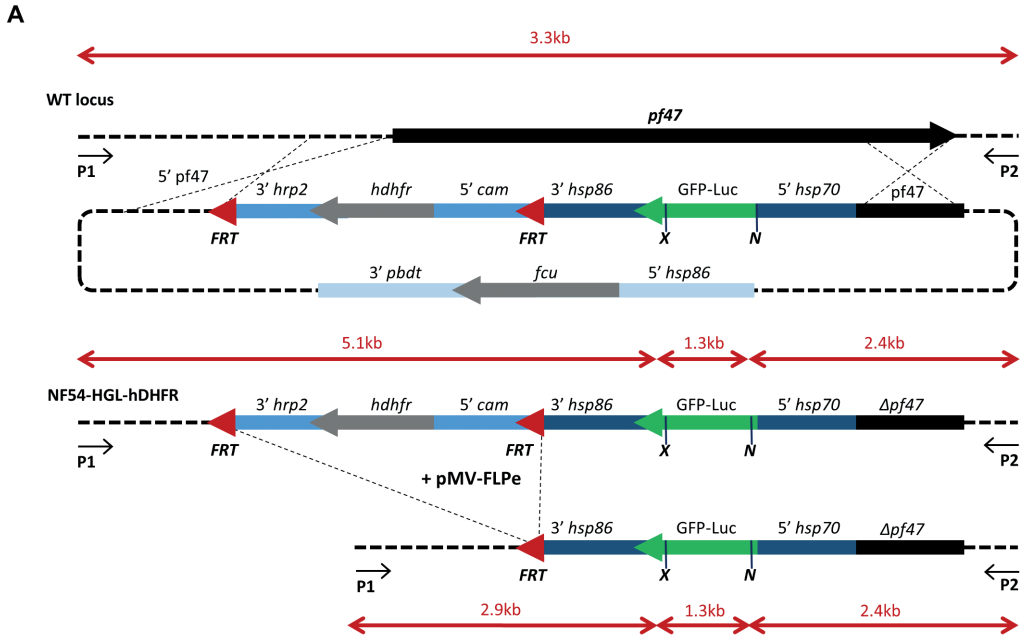 A
3.3kb
WT locus
pf47
P1
P2
5’ pf47
3’ hrp2 hdhfr 5’ cam 3’ hsp86 GFP-Luc 5’ hsp70 pf47
FRT FRT X N
3’ pbdt fcu 5’ hsp86
5.1kb 1.3kb 2.4kb
NF54-HGL-hDHFR
3’ hrp2 hdhfr 5’ cam 3’ hsp86 GFP-Luc 5’ hsp70 Δpf47
P1 FRT FRT X N P2
+ pMV-FLPe
3’ hsp86 GFP-Luc 5’ hsp70 Δpf47
P1 FRT X N P2
2.9kb 1.3kb 2.4kb